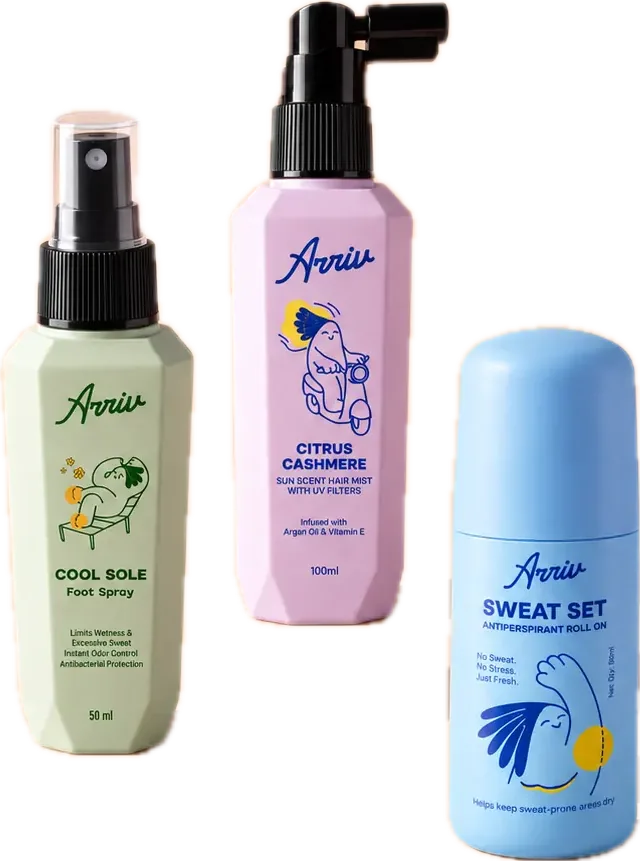 Arriv
COOL SOLE
Foot Spray
Limits Wetness &
Excessive Sweat
Instant Odor Control
Antibacterial Protection
50 ml
Arriv
CITRUS
CASHMERE
SUN SCENT HAIR MIST
WITH UV FILTERS
Infused with
Argan Oil & Vitamin E
100ml
Arriv
SWEAT SET
ANTIPERSPIRANT ROLL ON
No Sweat.
No Stress.
Just Fresh.
Net Qty:
Helps keep sweat-prone areas dry